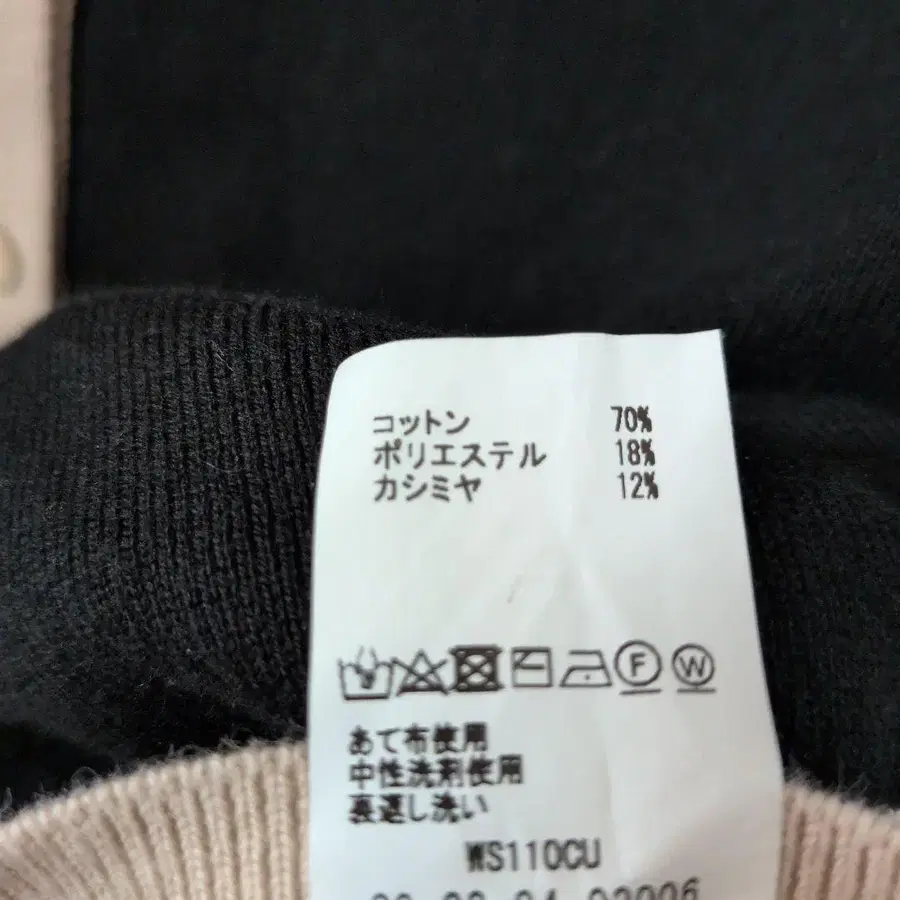 コットン 70%
ポリエステル 18%
カシミヤ 12%
F W
あて布使用
中性洗剤使用
裏返し洗い
WS110CU